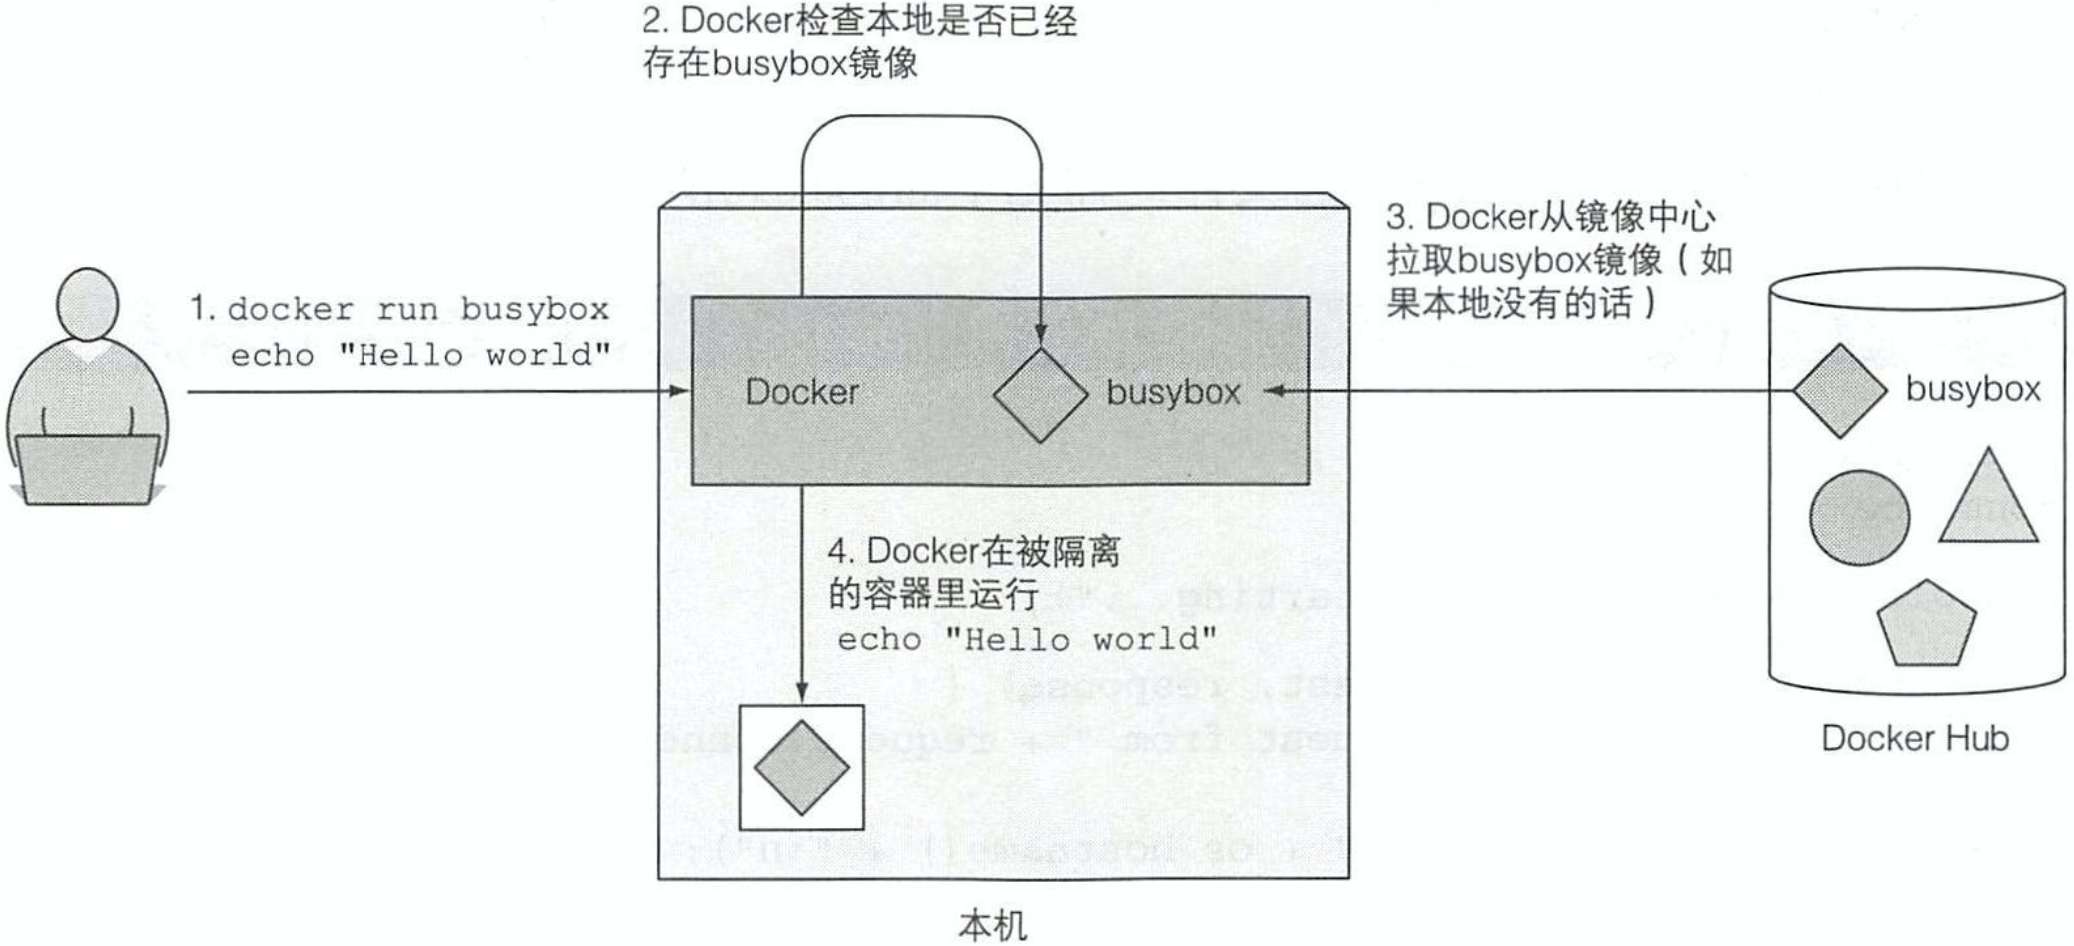 2. Docker检查本地是否已经
存在busybox镜像
3. Docker从镜像中心
拉取busybox镜像（如
果本地没有的话）
1. docker run busybox
echo "Hello world"
Docker
busybox
busybox
4. Docker在被隔离
的容器里运行
echo "Hello world"
Docker Hub
本机